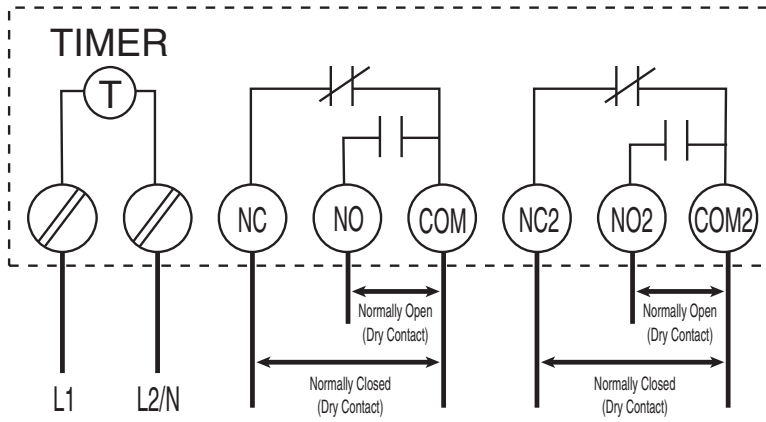 TIMER
T
NC
NO
COM
NC2
NO2
COM2
Normally Open
(Dry Contact)
Normally Open
(Dry Contact)
L1
L2/N
Normally Closed
(Dry Contact)
Normally Closed
(Dry Contact)